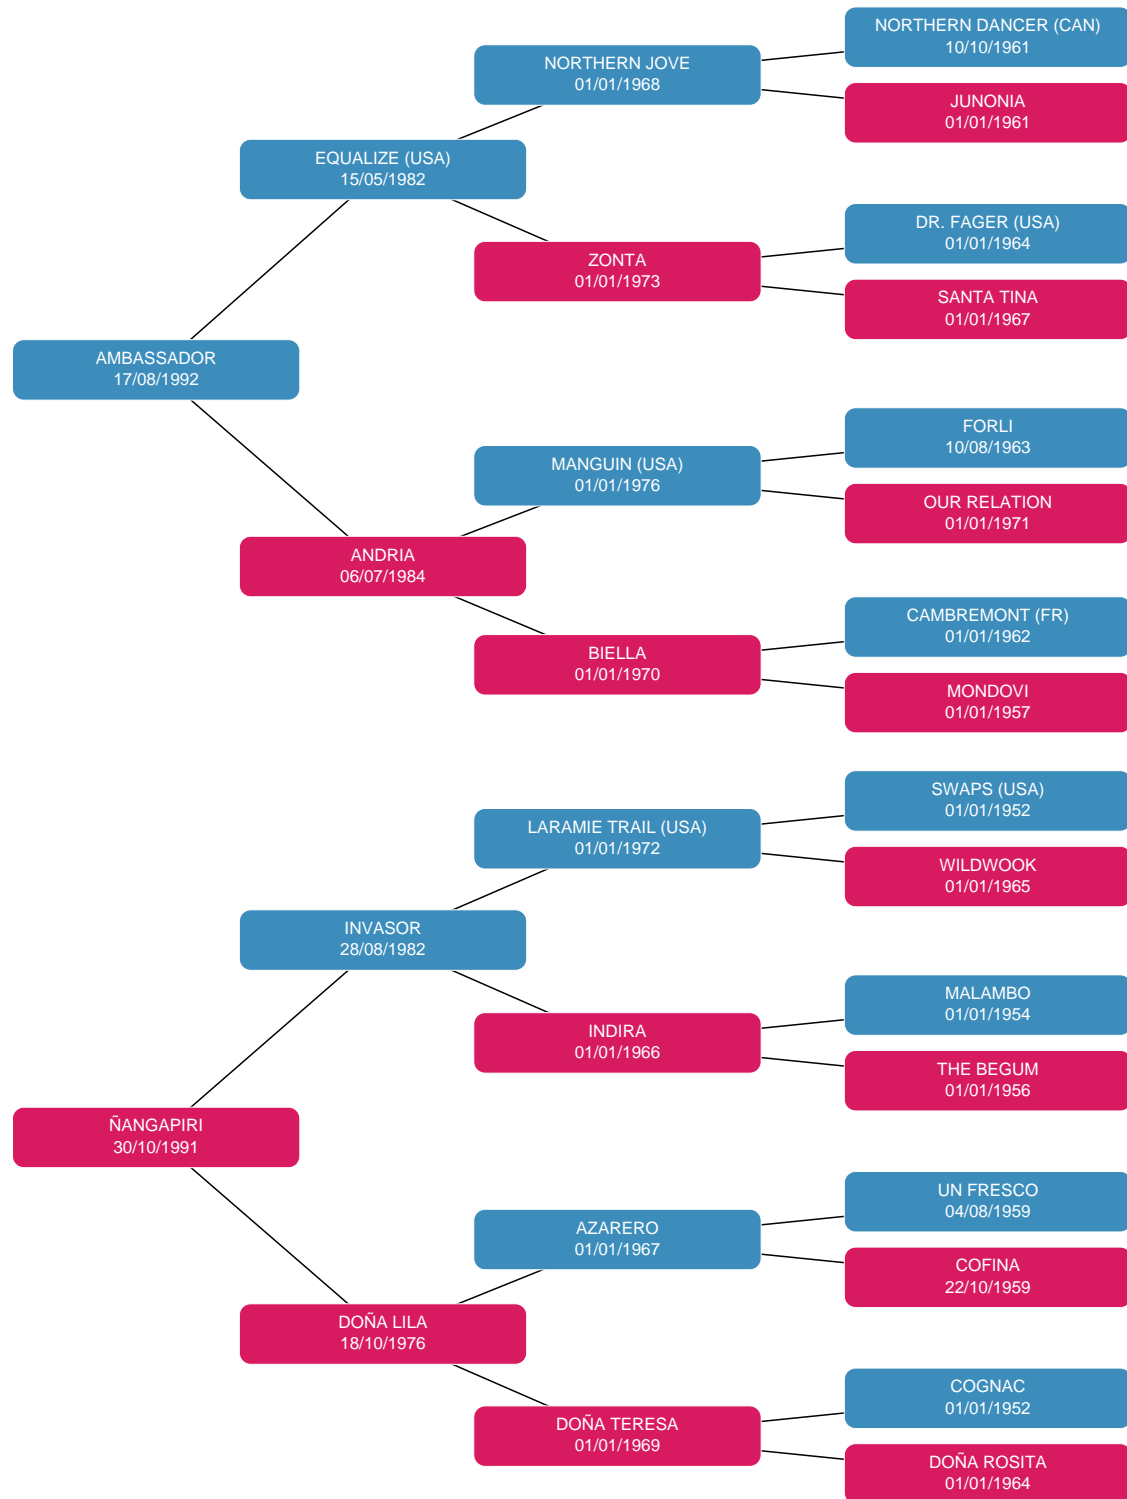 NORTHERN DANCER (CAN)
10/10/1961
NORTHERN JOVE
01/01/1968
JUNONIA
01/01/1961
EQUALIZE (USA)
15/05/1982
DR. FAGER (USA)
01/01/1964
ZONTA
01/01/1973
SANTA TINA
01/01/1967
AMBASSADOR
17/08/1992
FORLI
10/08/1963
MANGUIN (USA)
01/01/1976
OUR RELATION
01/01/1971
ANDRIA
06/07/1984
CAMBREMONT (FR)
01/01/1962
BIELLA
01/01/1970
MONDOVI
01/01/1957
SWAPS (USA)
01/01/1952
LARAMIE TRAIL (USA)
01/01/1972
WILDWOOK
01/01/1965
INVASOR
28/08/1982
MALAMBO
01/01/1954
INDIRA
01/01/1966
THE BEGUM
01/01/1956
ÑANGAPIRI
30/10/1991
UN FRESCO
04/08/1959
AZARERO
01/01/1967
COFINA
22/10/1959
DOÑA LILA
18/10/1976
COGNAC
01/01/1952
DOÑA TERESA
01/01/1969
DOÑA ROSITA
01/01/1964